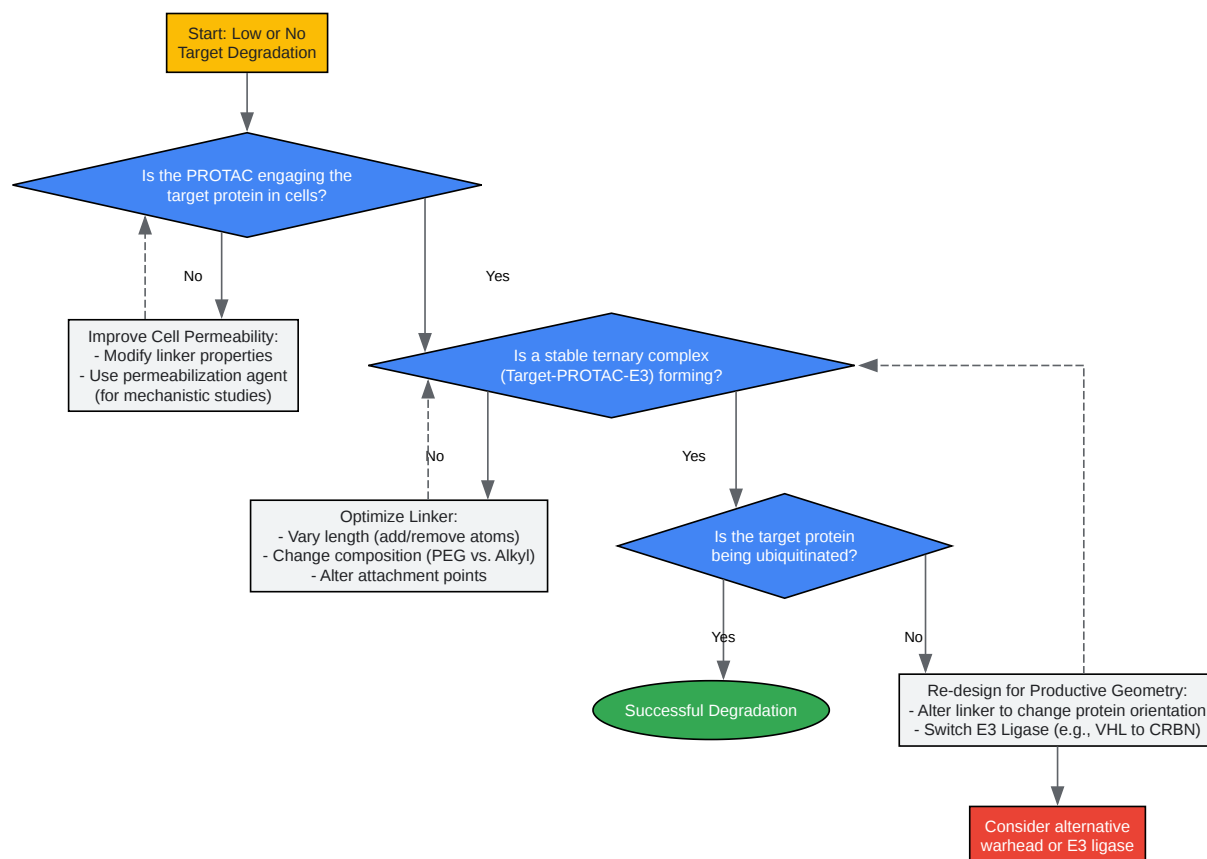 Start: Low or No
Target Degradation
Is the PROTAC engaging the
target protein in cells?
No
Yes
Improve Cell Permeability:
- Modify linker properties
- Use permeabilization agent
(for mechanistic studies)
Is a stable ternary complex
(Target-PROTAC-E3) forming?
No
Yes
Optimize Linker:
- Vary length (add/remove atoms)
- Change composition (PEG vs. Alkyl)
- Alter attachment points
Is the target protein
being ubiquitinated?
Yes
No
Successful Degradation
Re-design for Productive Geometry:
- Alter linker to change protein orientation
- Switch E3 Ligase (e.g., VHL to CRBN)
Consider alternative
warhead or E3 ligase